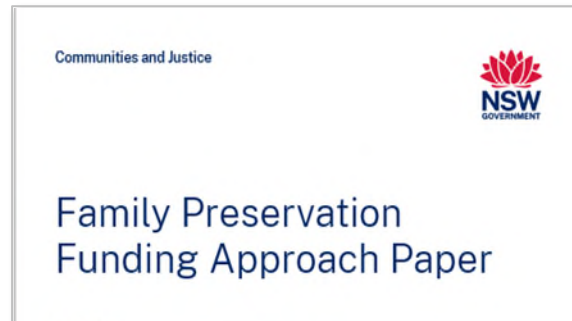 Communities and Justice
NSW
GOVERNMENT
Family Preservation
Funding Approach Paper